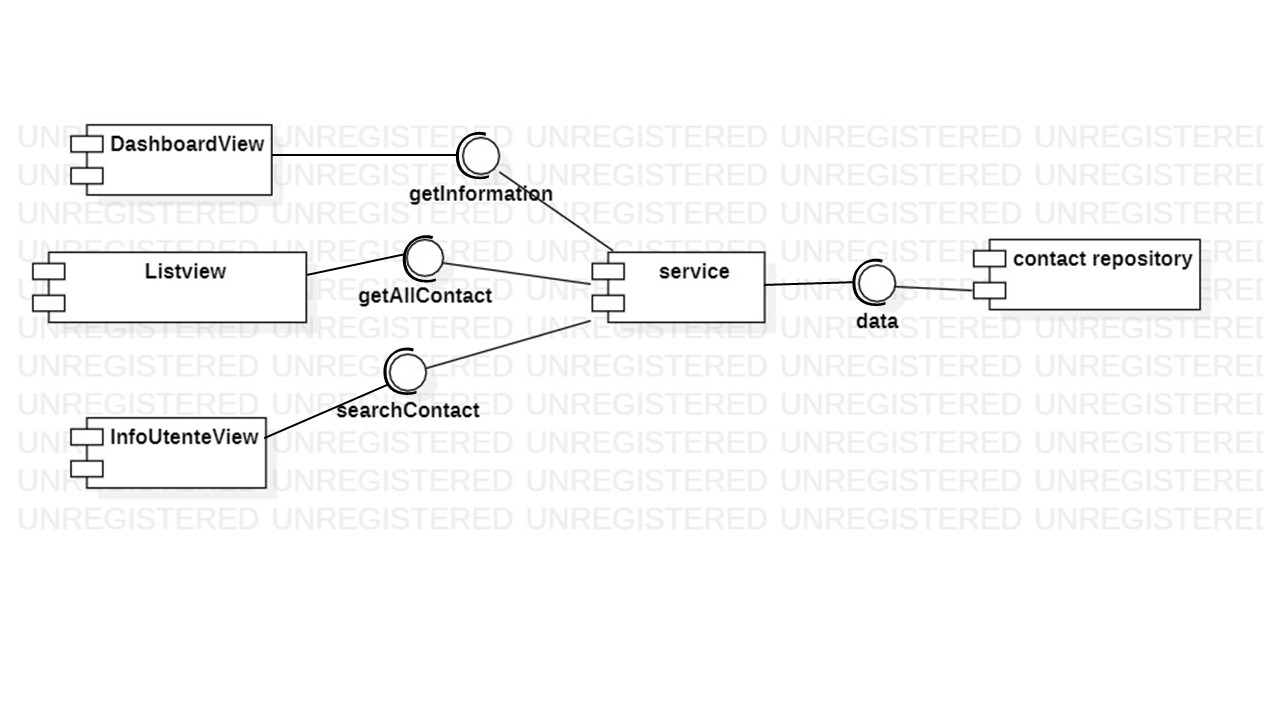 UNREGISTERED UNREGISTERED UNREGISTERED UNREGISTERED UNREGISTERED
DashboardView
getInformation
Listview
service
contact repository
getAllContact
data
searchContact
InfoUtenteView